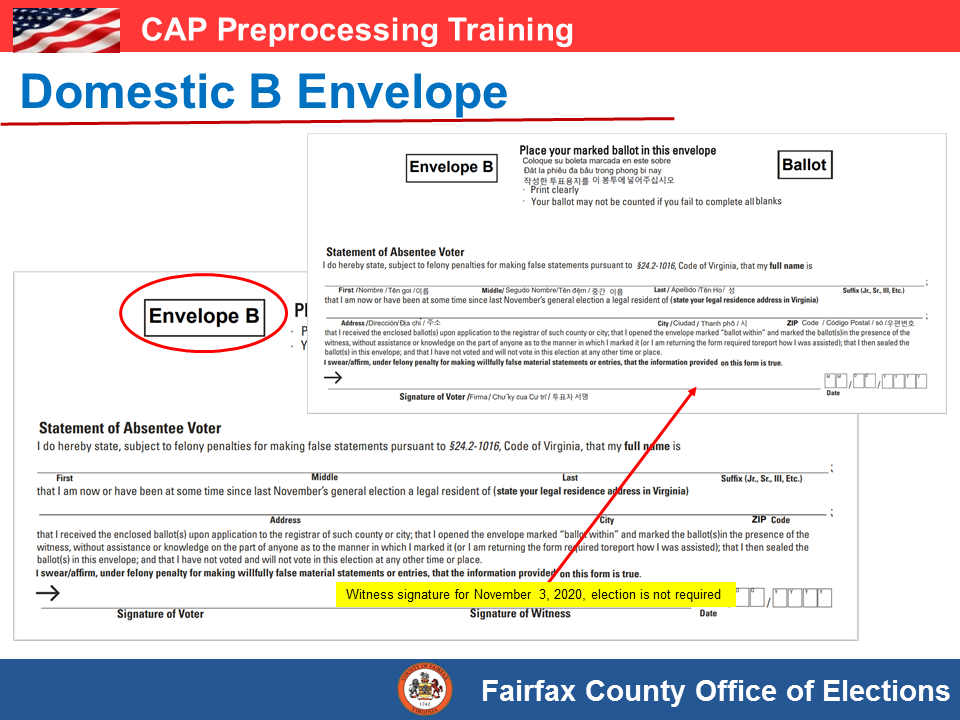 CAP Preprocessing Training
Domestic B Envelope
Envelope B
Place your marked ballot in this envelope
Coloque su boleta marcada en este sobre
Đăt la phiêu đa bâu trong phong bi nay
작성한 투표용지를 이 봉투에 넣어주십시오
· Print clearly
· Your ballot may not be counted if you fail to complete all blanks
Ballot
Statement of Absentee Voter
I do hereby state, subject to felony penalties for making false statements pursuant to §24.2-1016, Code of Virginia, that my full name is
;
First /Nombre /Tên gọi /이름 Middle/ Segudo Nombre/Tên đệm / 중간 이름 Last / Apellido /Tên Ho / 성 Suffix (Jr., Sr., III, Etc.)
that I am now or have been at some time since last November's general election a legal resident of (state your legal residence address in Virginia)
;
Address /Dirección/Địa chỉ / 주소 City /Ciudad / Thanh phô / 시 ZIP Code / Código Postal / số /우편번호
that I received the enclosed ballot(s) upon application to the registrar of such county or city; that I opened the envelope marked "ballot within" and marked the ballot(s)in the presence of the
witness, without assistance or knowledge on the part of anyone as to the manner in which I marked it (or I am returning the form required toreport how I was assisted); that I then sealed the
ballot(s) in this envelope; and that I have not voted and will not vote in this election at any other time or place.
I swear/affirm, under felony penalty for making willfully false material statements or entries, that the information provided on this form is true.
M M / D D / Y Y Y Y
Signature of Voter /Firma / Chư ky cua Cư tri / 투표자 서명 Date
Envelope B
Pl
· P
· Y
Statement of Absentee Voter
I do hereby state, subject to felony penalties for making false statements pursuant to §24.2-1016, Code of Virginia, that my full name is
;
First Middle Last Suffix (Jr., Sr., III, Etc.)
that I am now or have been at some time since last November's general election a legal resident of (state your legal residence address in Virginia)
;
Address City ZIP Code
that I received the enclosed ballot(s) upon application to the registrar of such county or city; that I opened the envelope marked "ballot within" and marked the ballot(s)in the presence of the
witness, without assistance or knowledge on the part of anyone as to the manner in which I marked it (or I am returning the form required toreport how I was assisted); that I then sealed the
ballot(s) in this envelope; and that I have not voted and will not vote in this election at any other time or place.
I swear/affirm, under felony penalty for making willfully false material statements or entries, that the information provided on this form is true.
Witness signature for November 3, 2020, election is not required
D D / Y Y Y Y
Signature of Voter Signature of Witness Date
1742
Fairfax County Office of Elections